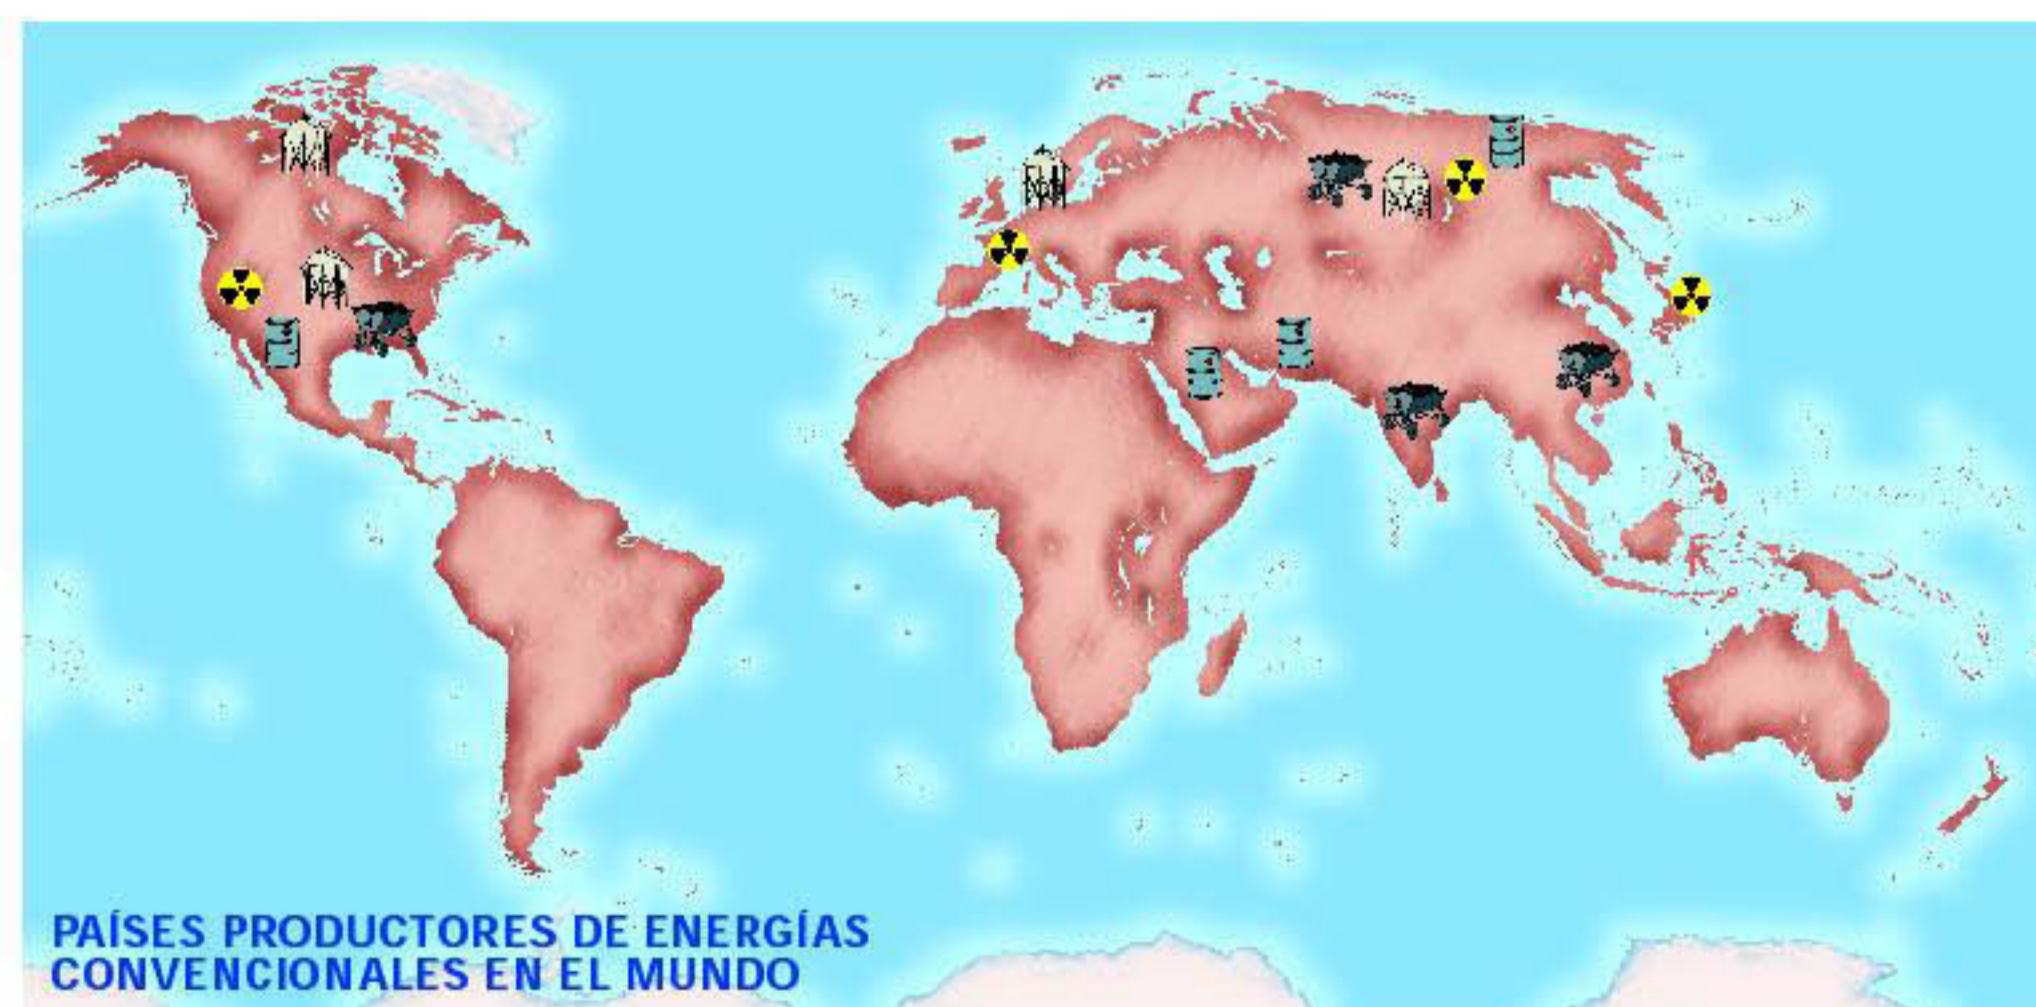 PAÍSES PRODUCTORES DE ENERGÍAS
CONVENCIONALES EN EL MUNDO